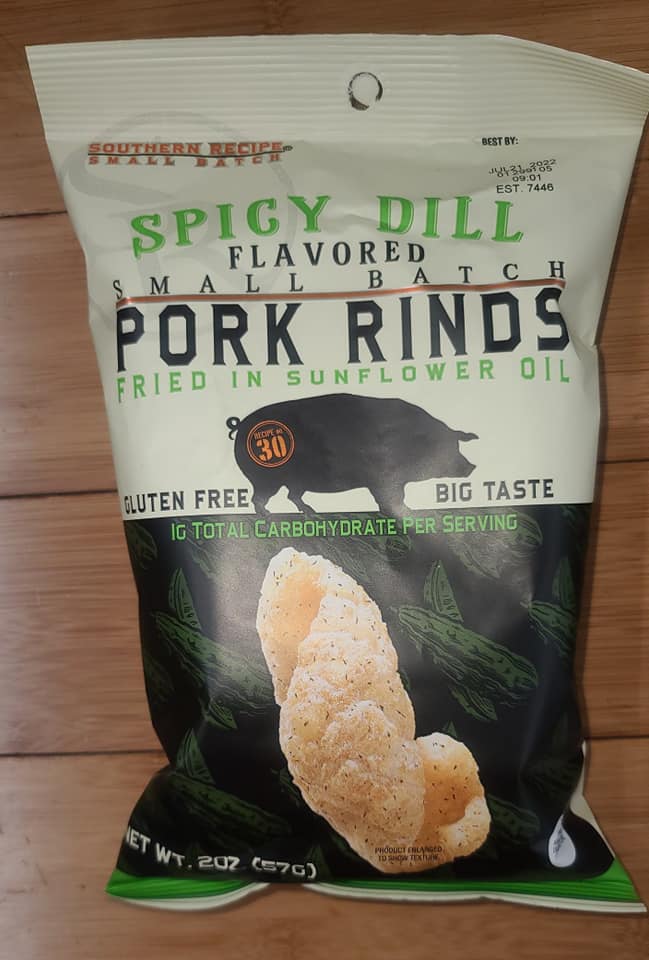 SOUTHERN RECIPE
SMALL BATCH
BEST BY:
JUL 21 2022
09:01
EST. 7446
SPICY DILL
FLAVORED
SMALL BATCH
PORK RINDS
FRIED IN SUNFLOWER OIL
RECIPE no.
30
GLUTEN FREE
BIG TASTE
1G TOTAL CARBOHYDRATE PER SERVING
PRODUCT ENLARGED
TO SHOW TEXTURE
NET WT. 2OZ (57G)